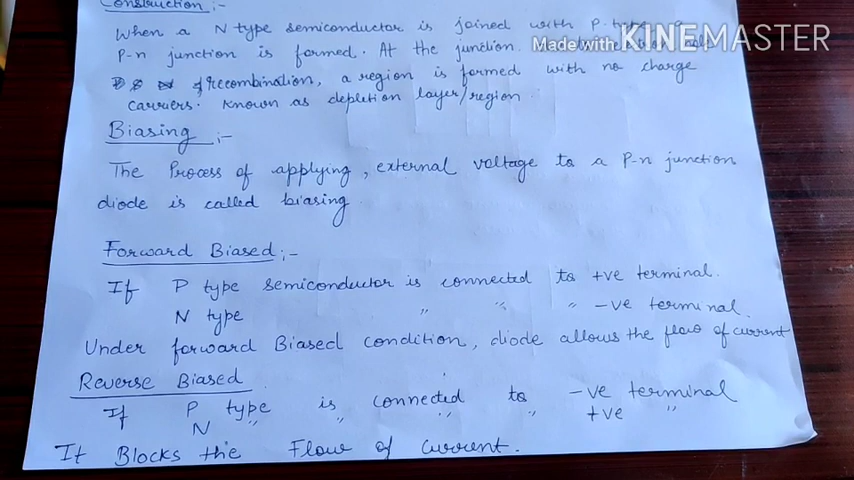 Construction :-
When a N type semiconductor is joined with P-type
P-n junction is formed. At the junction.
Made with KINEMASTER
recombination, a region is formed with no charge
carriers. Known as depletion layer/region.
Biasing :-
The Process of applying, external voltage to a P-n junction
diode is called biasing.
Forward Biased :-
If P type semiconductor is connected to +ve terminal.
N type " " " -ve terminal.
Under forward Biased condition, diode allows the flow of current
Reverse Biased
If P type is connected to -ve terminal
N " " " " +ve "
It Blocks the Flow of Current.